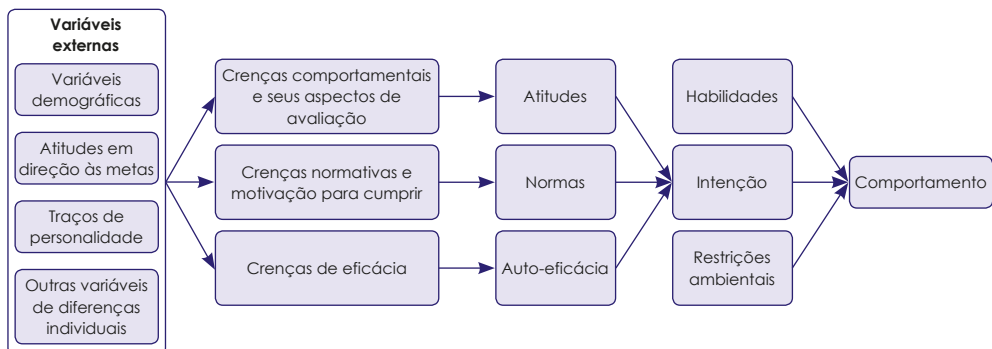 Variáveis
externas
Variáveis
demográficas
Atitudes em
direção às metas
Traços de
personalidade
Outras variáveis
de diferenças
individuais
Crenças comportamentais
e seus aspectos de
avaliação
Crenças normativas e
motivação para cumprir
Crenças de eficácia
Atitudes
Normas
Auto-eficácia
Habilidades
Intenção
Restrições
ambientais
Comportamento